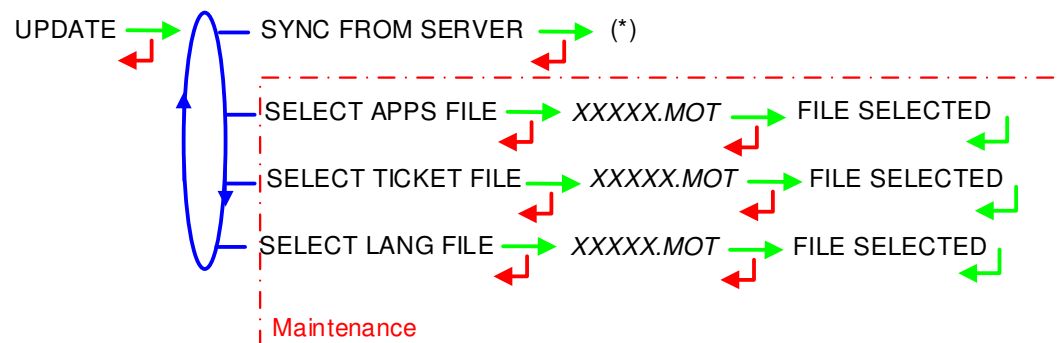 UPDATE SYNC FROM SERVER (*)
SELECT APPS FILE XXXXX.MOT FILE SELECTED
SELECT TICKET FILE XXXXX.MOT FILE SELECTED
SELECT LANG FILE XXXXX.MOT FILE SELECTED
Maintenance